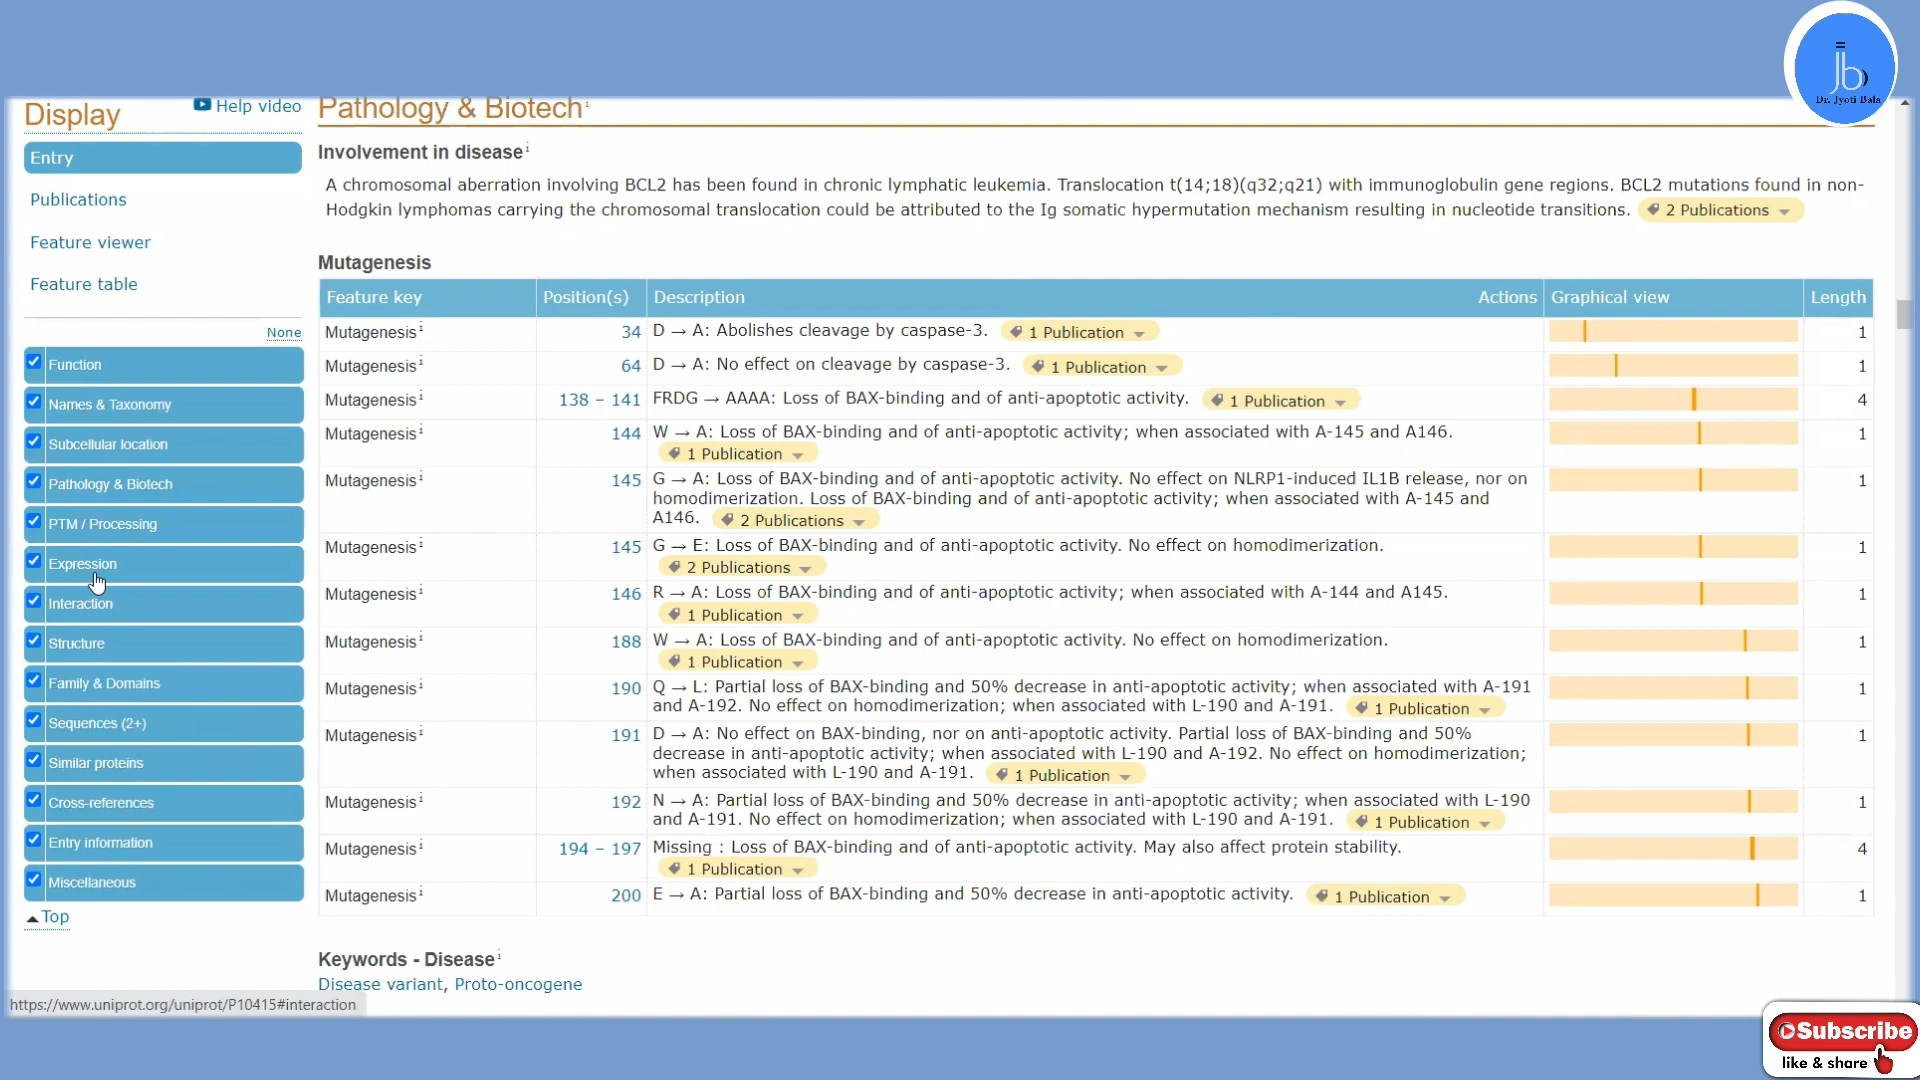 jb
Dr. Jyoti Bala
Display
Help video
Entry
Publications
Feature viewer
Feature table
None
Function
Names & Taxonomy
Subcellular location
Pathology & Biotech
PTM / Processing
Expression
Interaction
Structure
Family & Domains
Sequences (2+)
Similar proteins
Cross-references
Entry information
Miscellaneous
Top
Pathology & Biotech i
Involvement in disease i
A chromosomal aberration involving BCL2 has been found in chronic lymphatic leukemia. Translocation t(14;18)(q32;q21) with immunoglobulin gene regions. BCL2 mutations found in non-
Hodgkin lymphomas carrying the chromosomal translocation could be attributed to the Ig somatic hypermutation mechanism resulting in nucleotide transitions. 2 Publications
Mutagenesis
Feature key Position(s) Description Actions Graphical view Length
Mutagenesis i 34 D → A: Abolishes cleavage by caspase-3. 1 Publication 1
Mutagenesis i 64 D → A: No effect on cleavage by caspase-3. 1 Publication 1
Mutagenesis i 138 – 141 FRDG → AAAA: Loss of BAX-binding and of anti-apoptotic activity. 1 Publication 4
Mutagenesis i 144 W → A: Loss of BAX-binding and of anti-apoptotic activity; when associated with A-145 and A146. 1
1 Publication
Mutagenesis i 145 G → A: Loss of BAX-binding and of anti-apoptotic activity. No effect on NLRP1-induced IL1B release, nor on 1
homodimerization. Loss of BAX-binding and of anti-apoptotic activity; when associated with A-145 and
A146. 2 Publications
Mutagenesis i 145 G → E: Loss of BAX-binding and of anti-apoptotic activity. No effect on homodimerization. 1
2 Publications
Mutagenesis i 146 R → A: Loss of BAX-binding and of anti-apoptotic activity; when associated with A-144 and A145. 1
1 Publication
Mutagenesis i 188 W → A: Loss of BAX-binding and of anti-apoptotic activity. No effect on homodimerization. 1
1 Publication
Mutagenesis i 190 Q → L: Partial loss of BAX-binding and 50% decrease in anti-apoptotic activity; when associated with A-191 1
and A-192. No effect on homodimerization; when associated with L-190 and A-191. 1 Publication
Mutagenesis i 191 D → A: No effect on BAX-binding, nor on anti-apoptotic activity. Partial loss of BAX-binding and 50% 1
decrease in anti-apoptotic activity; when associated with L-190 and A-192. No effect on homodimerization;
when associated with L-190 and A-191. 1 Publication
Mutagenesis i 192 N → A: Partial loss of BAX-binding and 50% decrease in anti-apoptotic activity; when associated with L-190 1
and A-191. No effect on homodimerization; when associated with L-190 and A-191. 1 Publication
Mutagenesis i 194 – 197 Missing : Loss of BAX-binding and of anti-apoptotic activity. May also affect protein stability. 4
1 Publication
Mutagenesis i 200 E → A: Partial loss of BAX-binding and 50% decrease in anti-apoptotic activity. 1 Publication 1
Keywords - Disease i
Disease variant, Proto-oncogene
https://www.uniprot.org/uniprot/P10415#interaction
Subscribe
like & share